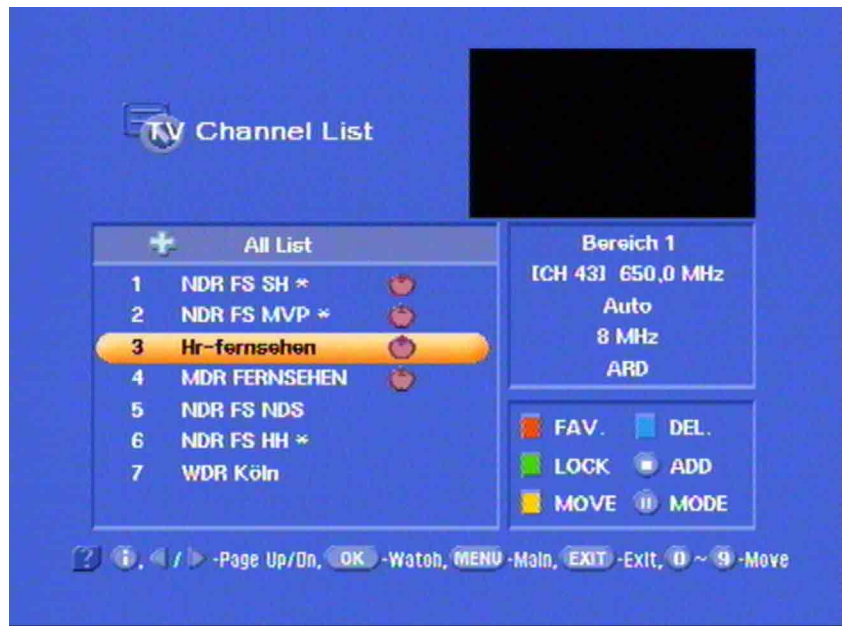 TV Channel List
All List
1 NDR FS SH *
2 NDR FS MVP *
3 Hr-fernsehen
4 MDR FERNSEHEN
5 NDR FS NDS
6 NDR FS HH *
7 WDR Köln
Bereich 1
[CH 43] 650,0 MHz
Auto
8 MHz
ARD
FAV. DEL.
LOCK ADD
MOVE MODE
? i, ◀ / ▶ -Page Up/Dn, OK -Watch, MENU -Main, EXIT -Exit, 0 ~ 9 -Move